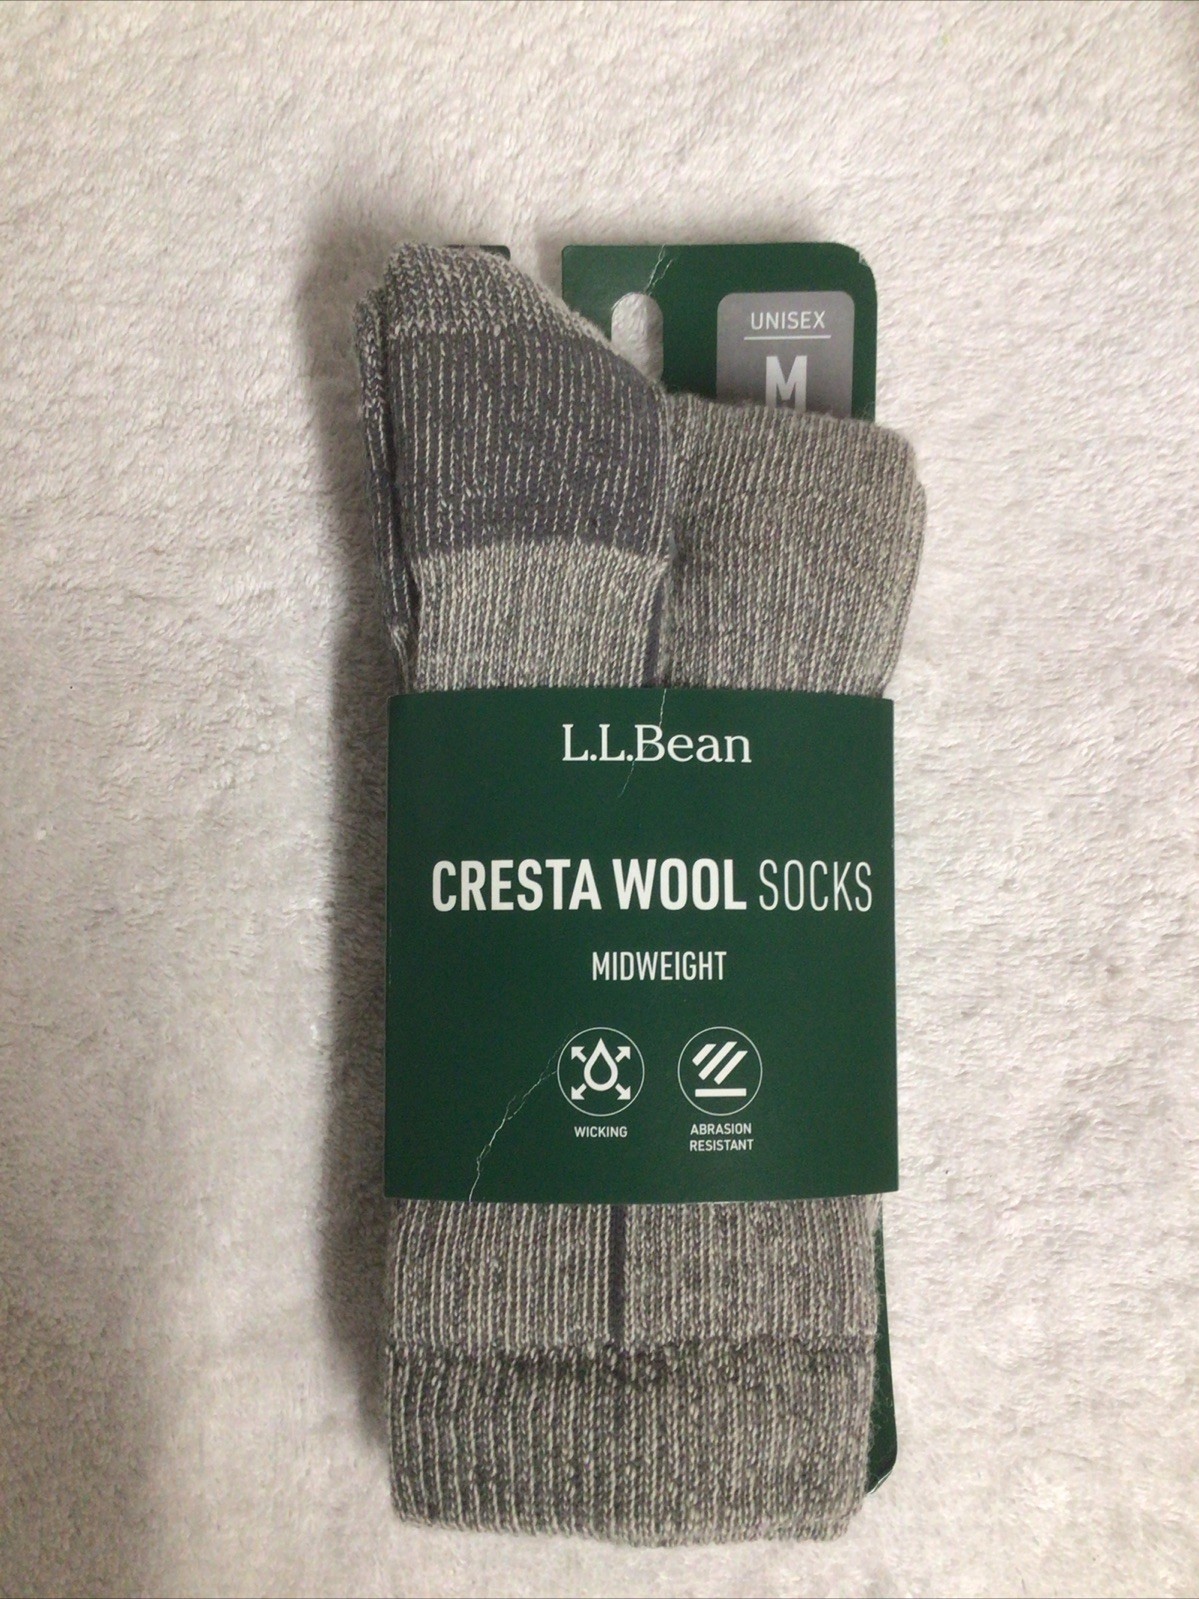 UNISEX
M
L.L.Bean
CRESTA WOOL SOCKS
MIDWEIGHT
WICKING
ABRASION
RESISTANT